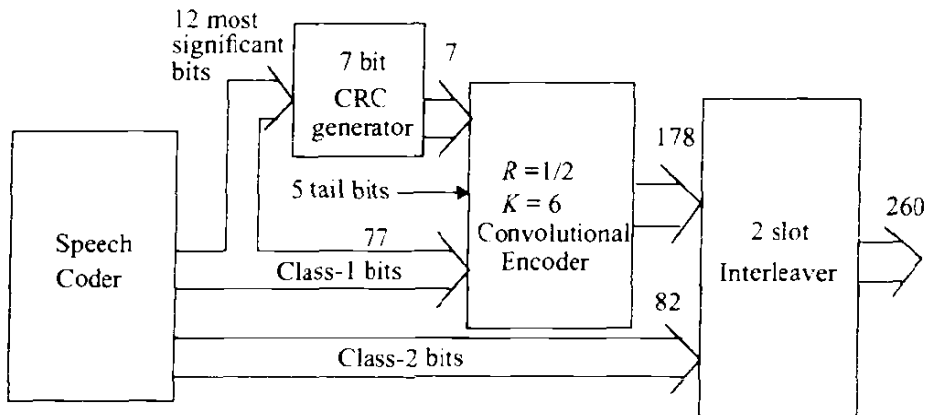 12 most
significant
bits
7 bit
CRC
generator
7
5 tail bits
R = 1/2
K = 6
Convolutional
Encoder
178
2 slot
Interleaver
260
Speech
Coder
77
Class-1 bits
82
Class-2 bits